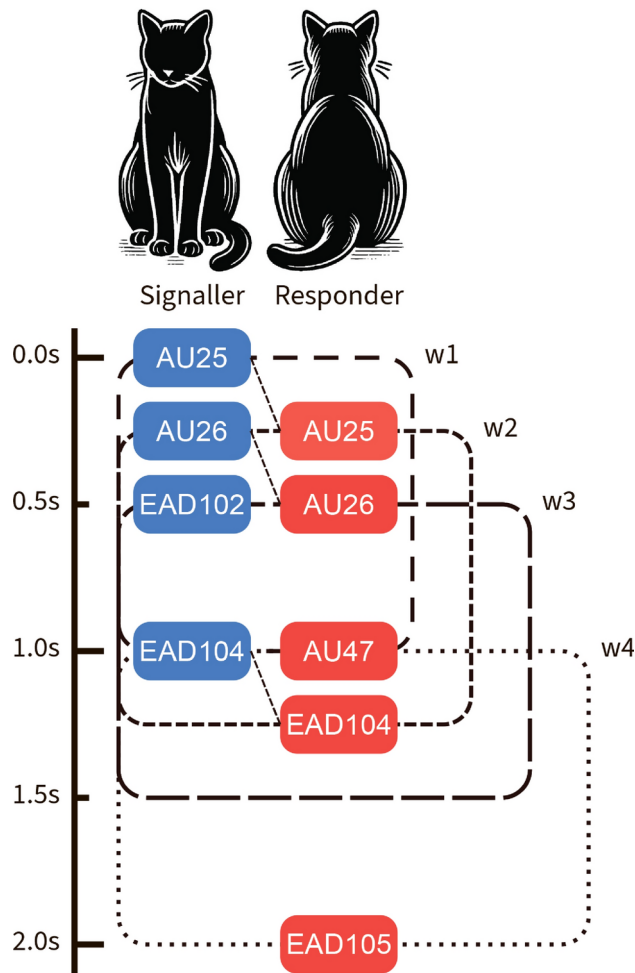 Signaller Responder
0.0s AU25 w1
AU26 AU25 w2
0.5s EAD102 AU26 w3
1.0s EAD104 AU47 w4
EAD104
1.5s
2.0s EAD105